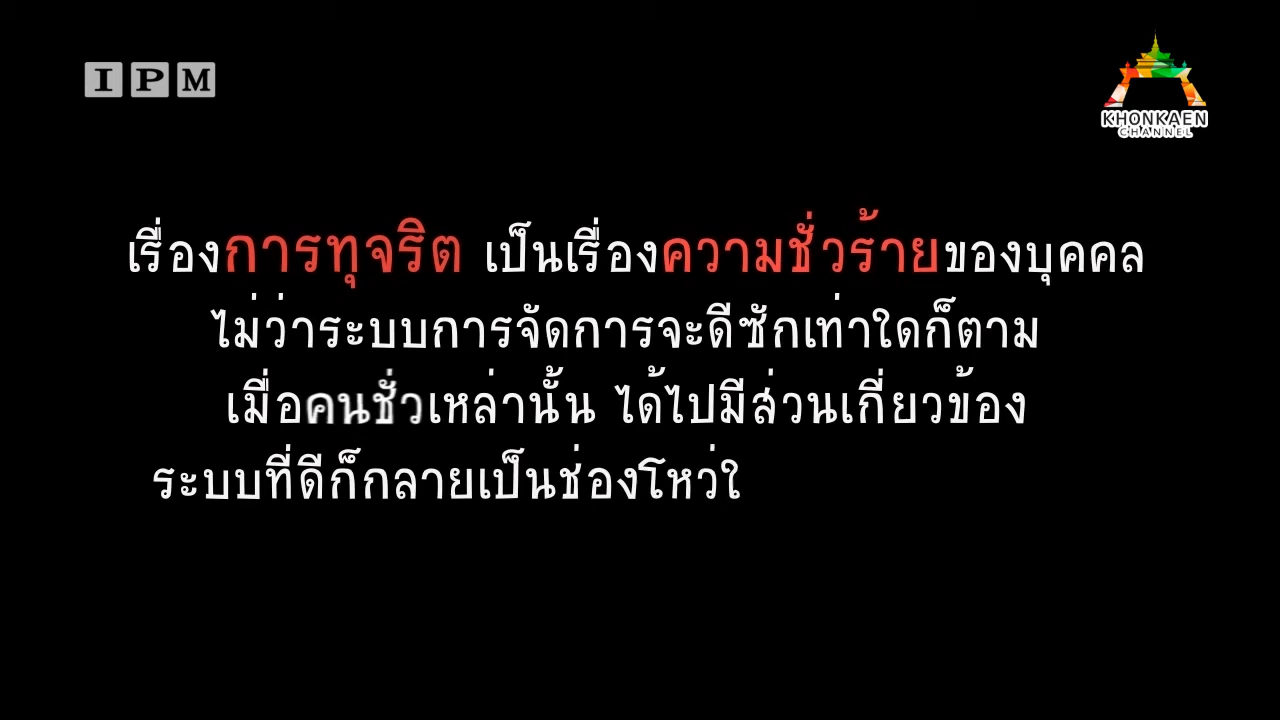 IPM
KHONKAEN
CHANNEL
เรื่องการทุจริต เป็นเรื่องความชั่วร้ายของบุคคล
ไม่ว่าระบบการจัดการจะดีซักเท่าใดก็ตาม
เมื่อคนชั่วเหล่านั้น ได้ไปมีส่วนเกี่ยวข้อง
ระบบที่ดีก็กลายเป็นช่องโหว่ใ